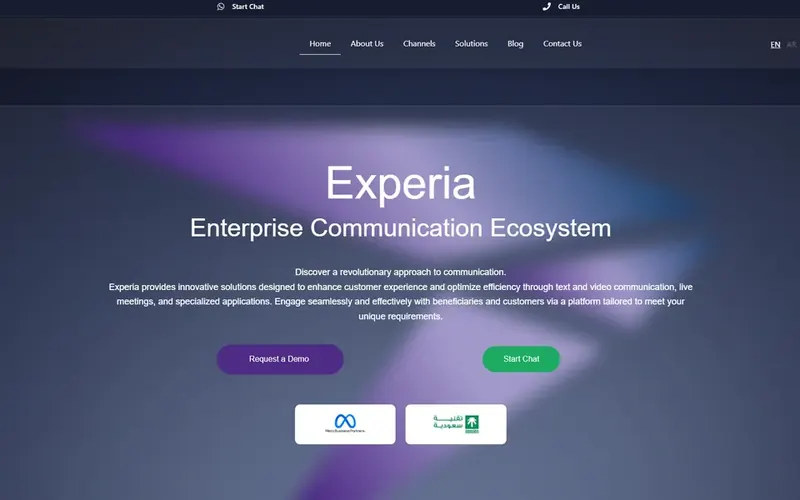 Start Chat
Call Us
Home
About Us
Channels
Solutions
Blog
Contact Us
EN
AR
Experia
Enterprise Communication Ecosystem
Discover a revolutionary approach to communication.
Experia provides innovative solutions designed to enhance customer experience and optimize efficiency through text and video communication, live
meetings, and specialized applications. Engage seamlessly and effectively with beneficiaries and customers via a platform tailored to meet your
unique requirements.
Request a Demo
Start Chat
Meta Business Partners
تقنية
سعودية